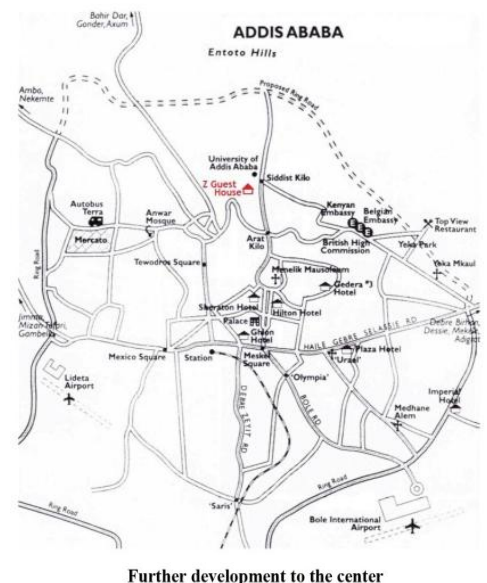 Bahir Dar,
Gonder, Axum
ADDIS ABABA
Entoto Hills
Ambo,
Nekemte
Proposed Ring Road
University of
Addis Ababa
Siddist Kilo
Z Guest
House
Kenyan
Embassy
Belgian
Embassy
E
E
E
Top View
Restaurant
Autobus
Terra
Anwar
Mosque
Mercato
Arat
Kilo
British High
Commission
Yeka Park
Tewodros Square
Yeka Mkaul
Ring Road
Menelik Mausoleum
Gedera #3
Hotel
Sheraton Hotel
Hilton Hotel
Jimma,
Mizan Teferi,
Gambella
Palace
Ghion
Hotel
HAILE GEBRE SELASSIE RD
Debre Birhan,
Dessie, Mekele,
Adigrat
Mexico Square
Station
Meskel
Square
Plaza Hotel
'Urael'
Lideta
Airport
'Olympia'
DEBRE ZETIT RD
BOLE RD
Imperial
Hotel
Medhane
Alem
'Saris'
Ring Road
Ring Road
Bole International
Airport
Further development to the center